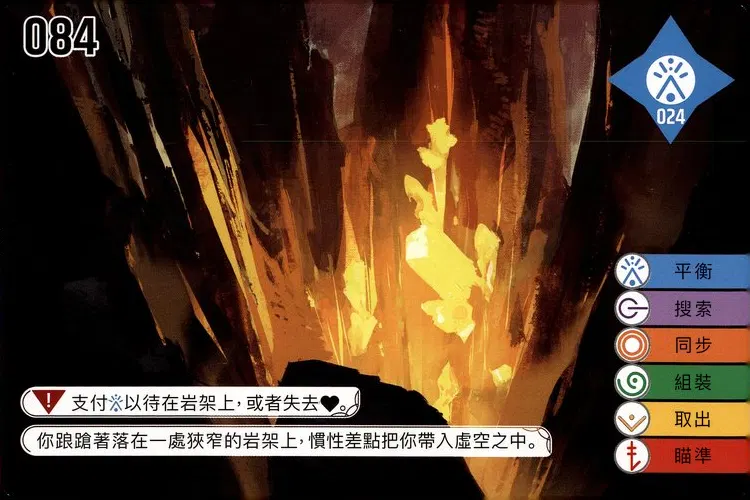 084
024
平衡
搜索
同步
組裝
取出
瞄準
! 支付以待在岩架上，或者失去♥。
你踉蹌著落在一處狹窄的岩架上，慣性差點把你帶入虛空之中。